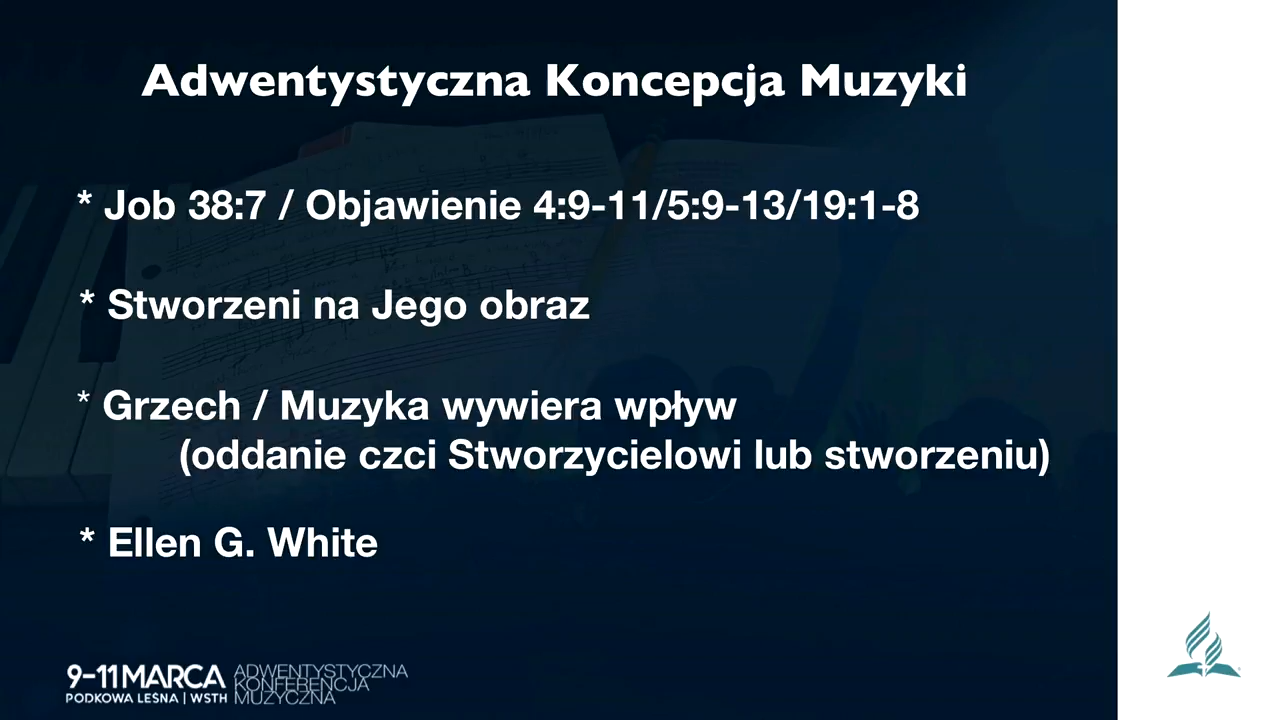 Adwentystyczna Koncepcja Muzyki
* Job 38:7 / Objawienie 4:9-11/5:9-13/19:1-8
* Stworzeni na Jego obraz
* Grzech / Muzyka wywiera wpływ
(oddanie czci Stworzycielowi lub stworzeniu)
* Ellen G. White
9-11 MARCA
PODKOWA LEŚNA | WSTH
ADWENTYSTYCZNA
KONFERENCJA
MUZYCZNA